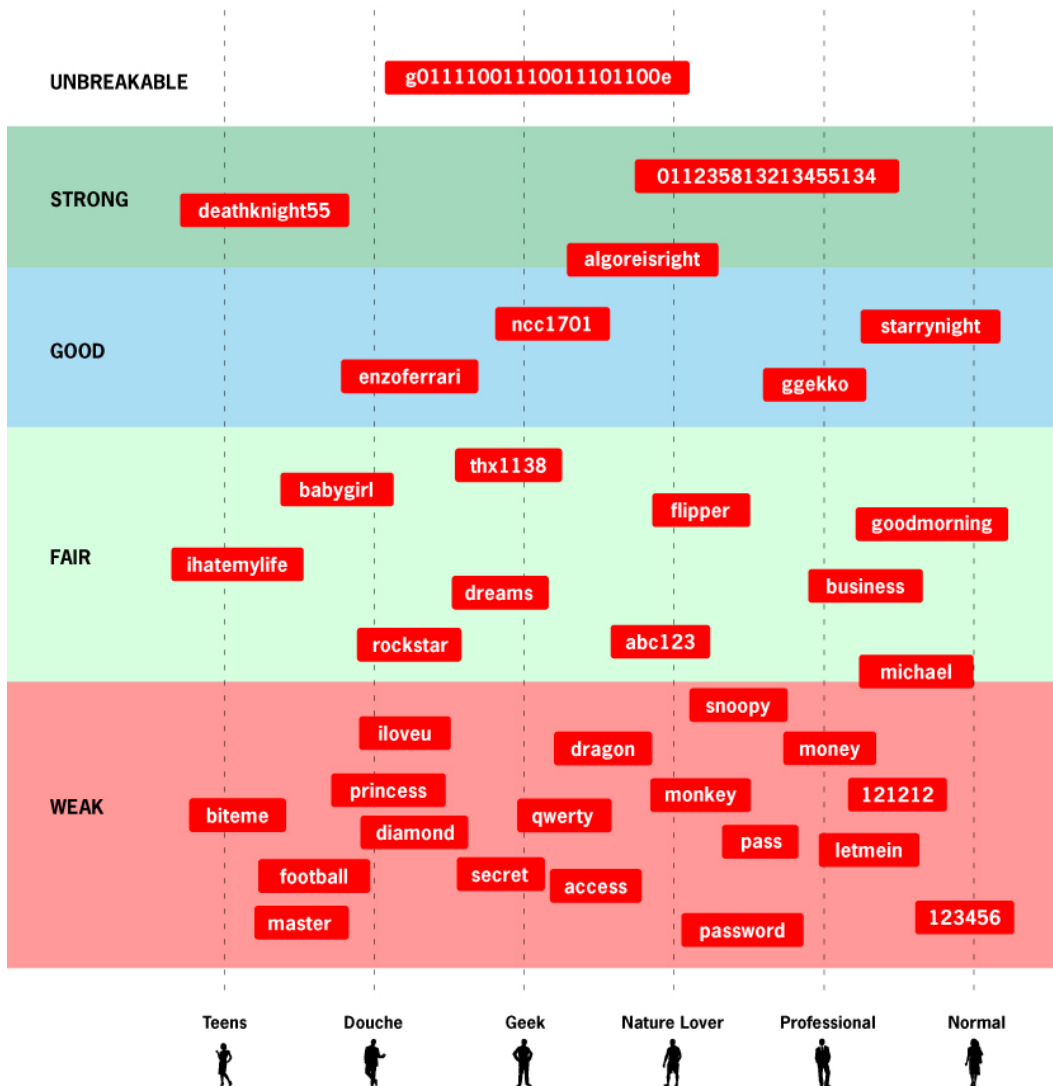 UNBREAKABLE
g01111001110011101100e
STRONG
011235813213455134
deathknight55
algoreisright
GOOD
ncc1701
starrynight
enzoferrari
ggekko
FAIR
thx1138
babygirl
flipper
goodmorning
ihatemylife
business
dreams
rockstar
abc123
michael
WEAK
snoopy
iloveu
dragon
money
princess
monkey
121212
biteme
qwerty
diamond
pass
letmein
football
secret
access
master
password
123456
Teens Douche Geek Nature Lover Professional Normal